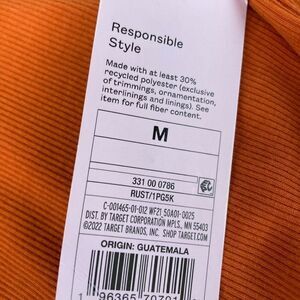 Responsible
Style
Made with at least 30%
recycled polyester (exclusive
of trimmings, ornamentation,
interlinings and linings). See
item for full fiber content.
M
331 00 0786
RUST/1PG5K
C-001465-01-012 WF21 50A01-0025
DIST. BY TARGET CORPORATION MPLS., MN 55403
©2022 TARGET BRANDS, INC. SHOP TARGET.COM
ORIGIN: GUATEMALA